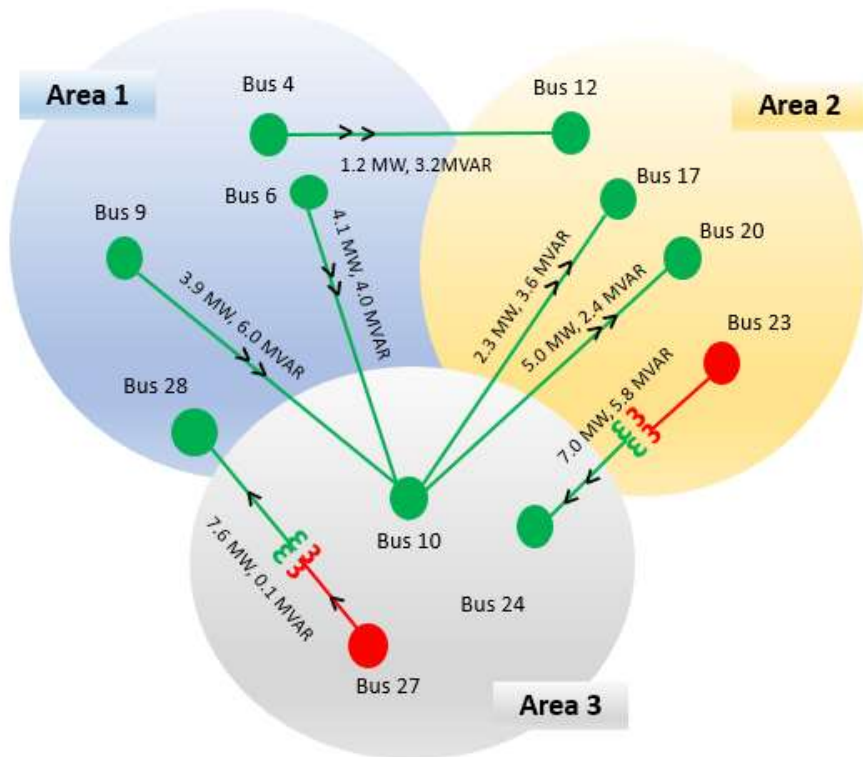 Area 1
Bus 4
Bus 12
Area 2
1.2 MW, 3.2MVAR
Bus 6
Bus 17
Bus 9
Bus 20
4.1 MW, 4.0 MVAR
3.9 MW, 6.0 MVAR
2.3 MW, 3.6 MVAR
5.0 MW, 2.4 MVAR
Bus 23
Bus 28
7.0 MW, 5.8 MVAR
Bus 10
7.6 MW, 0.1 MVAR
Bus 24
Bus 27
Area 3